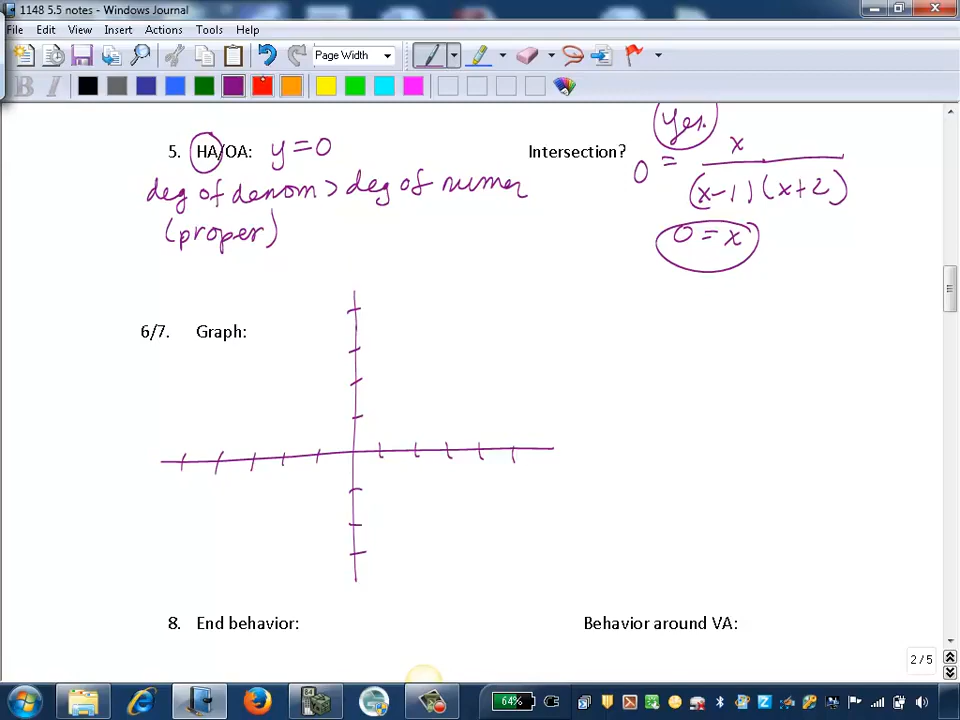 1148 5.5 notes - Windows Journal
File Edit View Insert Actions Tools Help
Page Width
B I
Yes.
5. HA/OA: y = 0 Intersection? 0 = x / (x-1)(x+2)
deg of denom > deg of numer
(proper) 0 = x
6/7. Graph:
8. End behavior: Behavior around VA:
2 / 5
64%